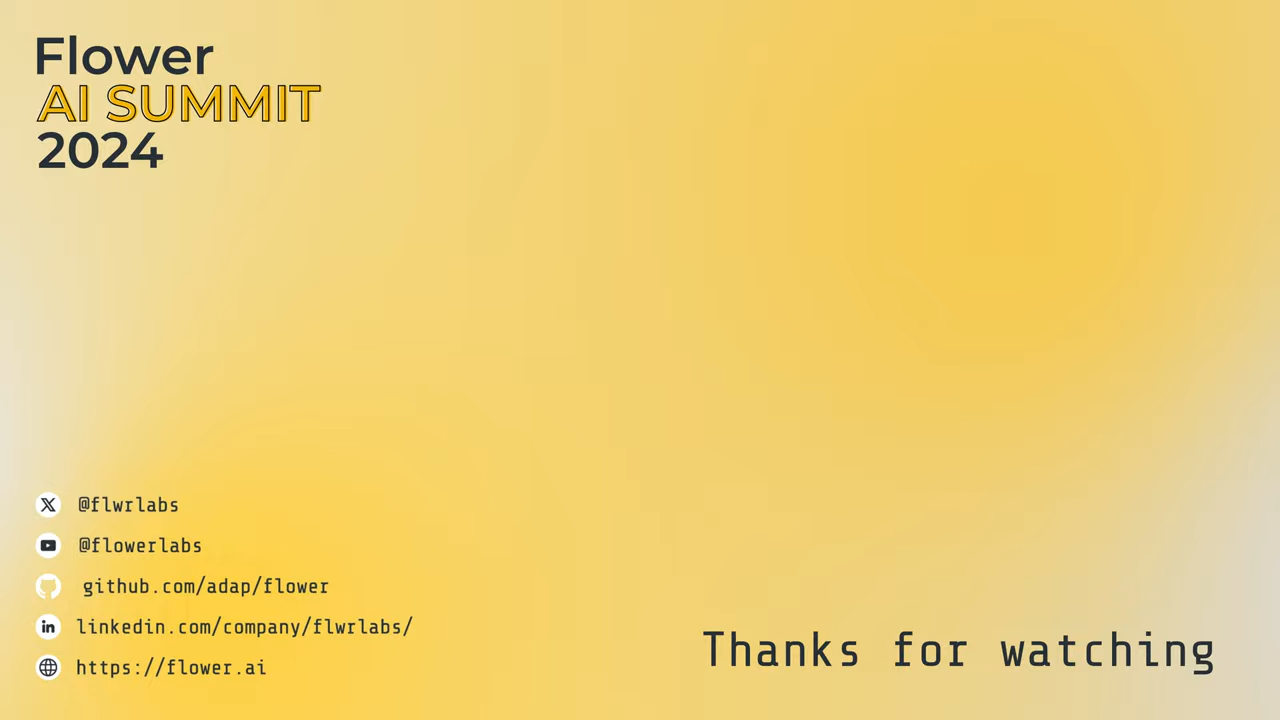 Flower
AI SUMMIT
2024
@flwrlabs
@flowerlabs
github.com/adap/flower
linkedin.com/company/flwrlabs/
https://flower.ai
Thanks for watching